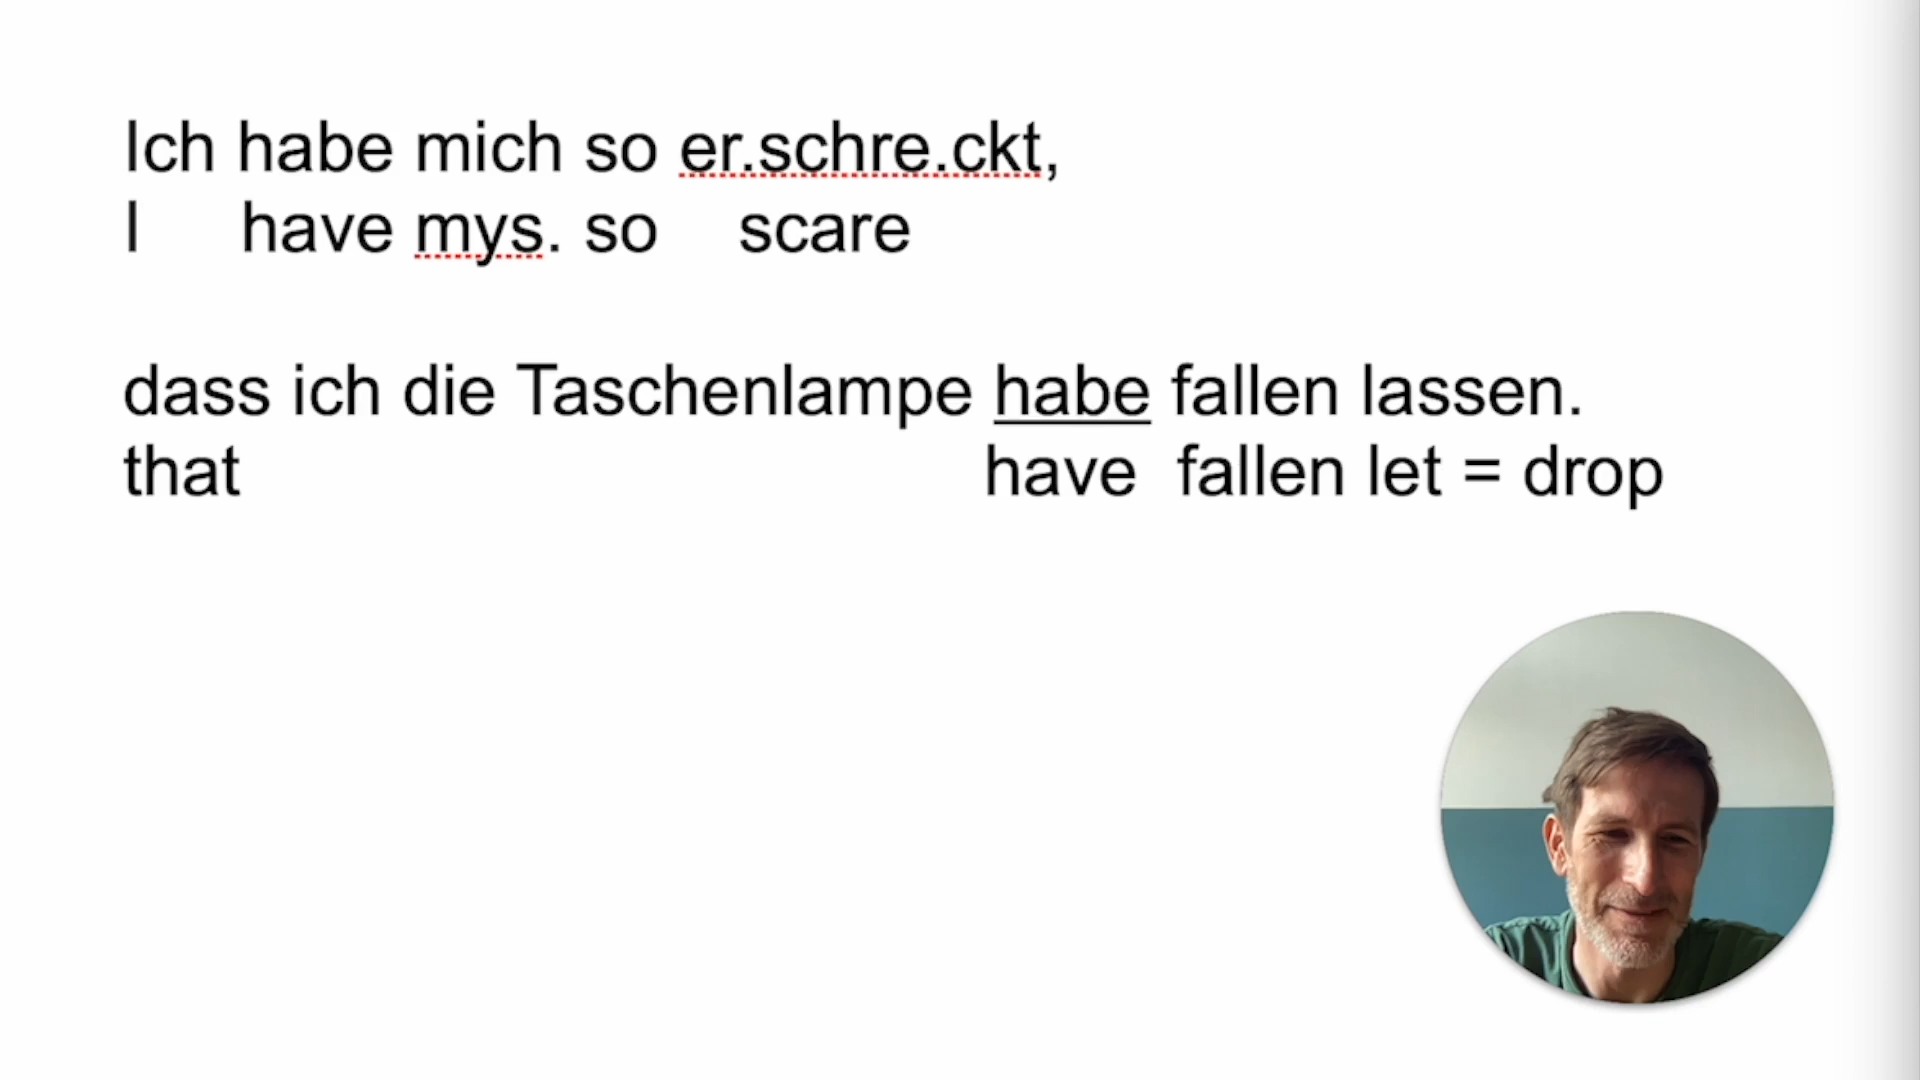 Ich habe mich so er.schre.ckt,
I have mys. so scare
dass ich die Taschenlampe habe fallen lassen.
that have fallen let = drop